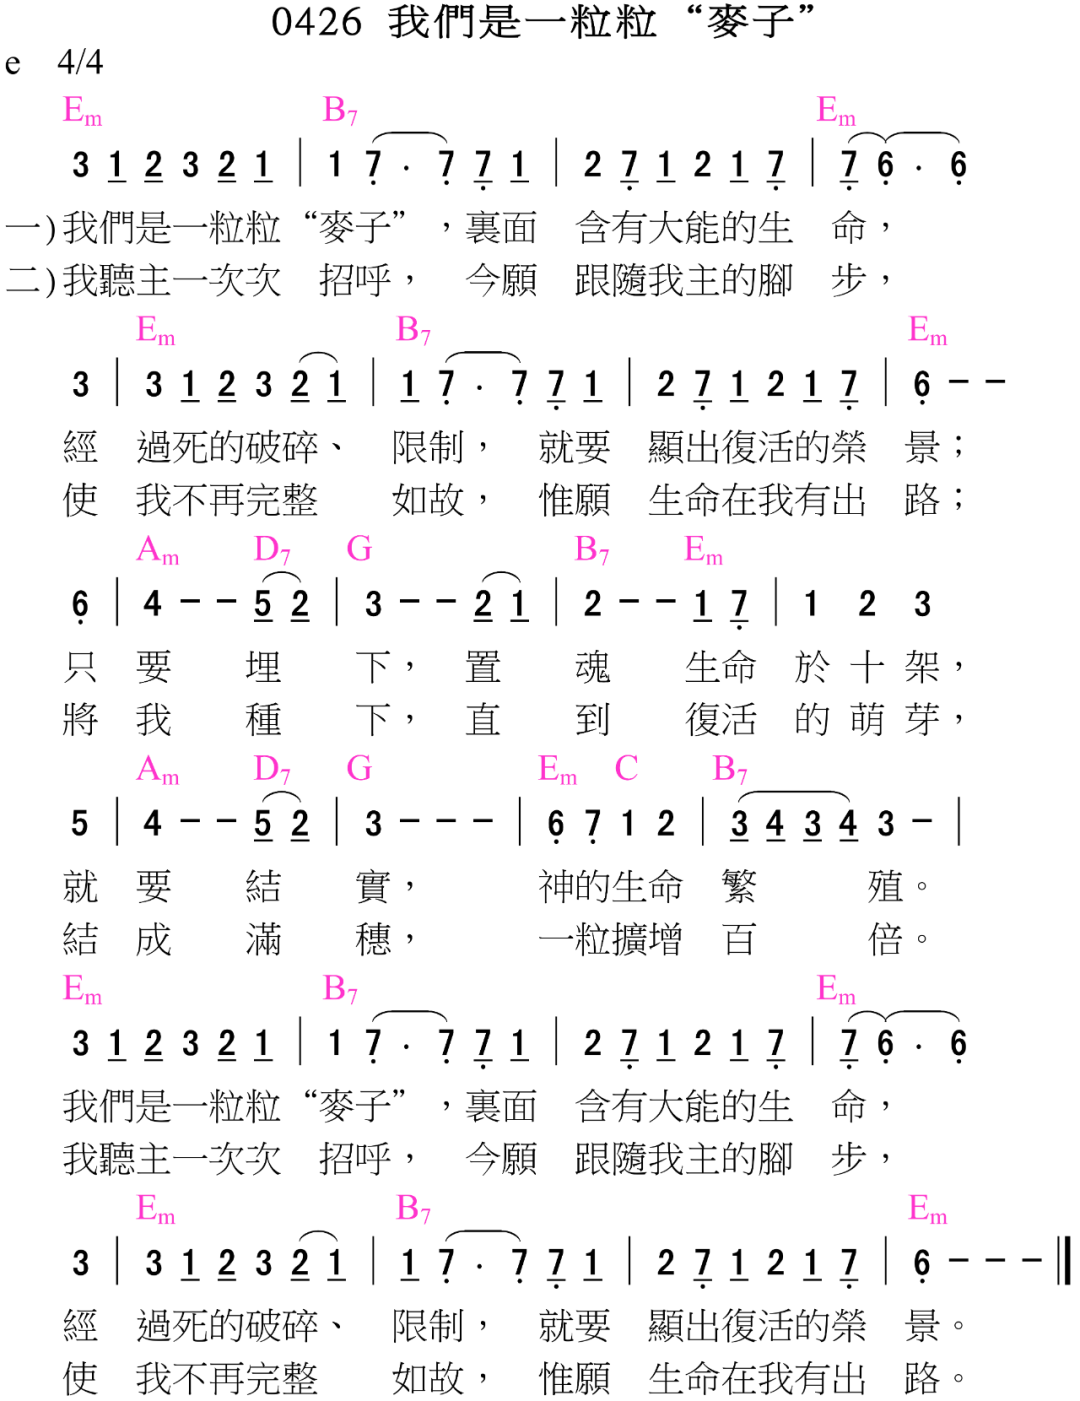 0426 我們是一粒粒“麥子”
e 4/4
Em B7 Em
3 1 2 3 2 1 | 1 7 · 7 7 1 | 2 7 1 2 1 7 | 7 6 · 6
一)我們是一粒粒“麥子”，裏面 含有大能的生 命，
二)我聽主一次次 招呼， 今願 跟隨我主的腳 步，
Em B7 Em
3 | 3 1 2 3 2 1 | 1 7 · 7 7 1 | 2 7 1 2 1 7 | 6 － －
經 過死的破碎、 限制， 就要 顯出復活的榮 景；
使 我不再完整 如故， 惟願 生命在我有出 路；
Am D7 G B7 Em
6 | 4 － － 5 2 | 3 － － 2 1 | 2 － － 1 7 | 1 2 3
只 要 埋 下， 置 魂 生命 於 十 架，
將 我 種 下， 直 到 復活 的 萌 芽，
Am D7 G Em C B7
5 | 4 － － 5 2 | 3 － － － | 6 7 1 2 | 3 4 3 4 3 － |
就 要 結 實， 神的生命 繁 殖。
結 成 滿 穗， 一粒擴增 百 倍。
Em B7 Em
3 1 2 3 2 1 | 1 7 · 7 7 1 | 2 7 1 2 1 7 | 7 6 · 6
我們是一粒粒“麥子”，裏面 含有大能的生 命，
我聽主一次次 招呼， 今願 跟隨我主的腳 步，
Em B7 Em
3 | 3 1 2 3 2 1 | 1 7 · 7 7 1 | 2 7 1 2 1 7 | 6 － － － ‖
經 過死的破碎、 限制， 就要 顯出復活的榮 景。
使 我不再完整 如故， 惟願 生命在我有出 路。